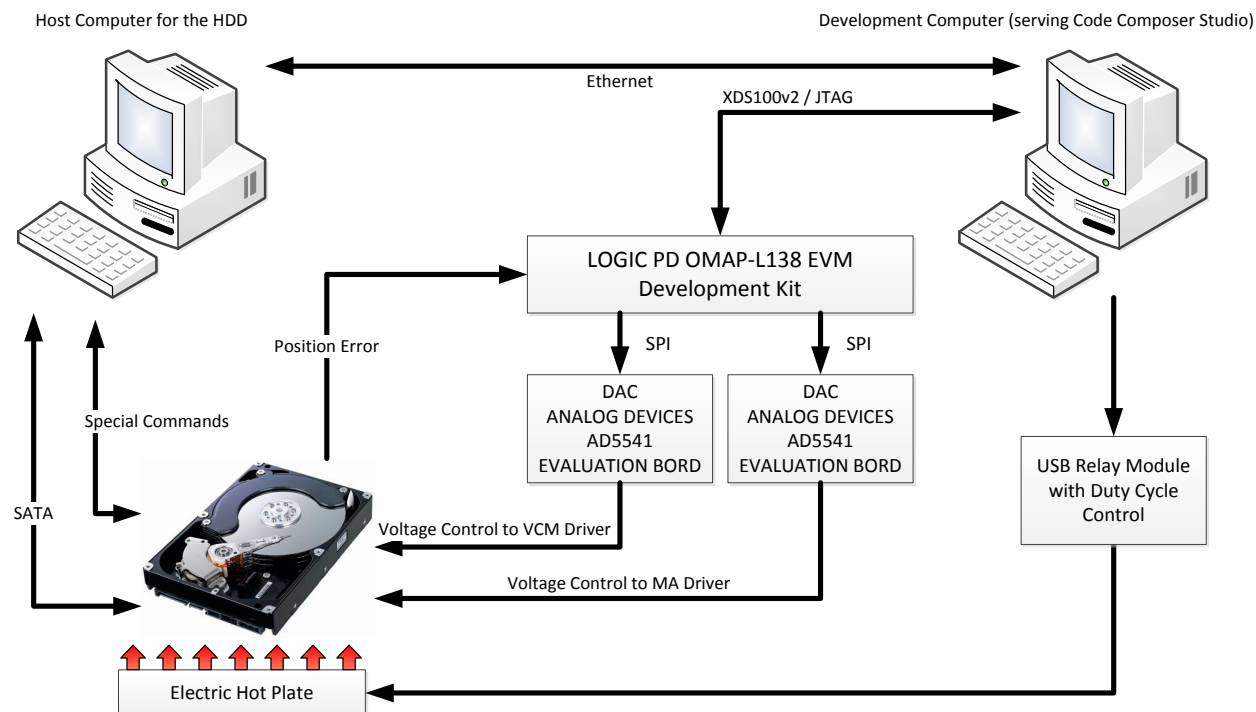 Host Computer for the HDD
Development Computer (serving Code Composer Studio)
Ethernet
XDS100v2 / JTAG
LOGIC PD OMAP-L138 EVM
Development Kit
Position Error
SPI
SPI
DAC
ANALOG DEVICES
AD5541
EVALUATION BORD
DAC
ANALOG DEVICES
AD5541
EVALUATION BORD
Special Commands
USB Relay Module
with Duty Cycle
Control
SATA
Voltage Control to VCM Driver
Voltage Control to MA Driver
Electric Hot Plate